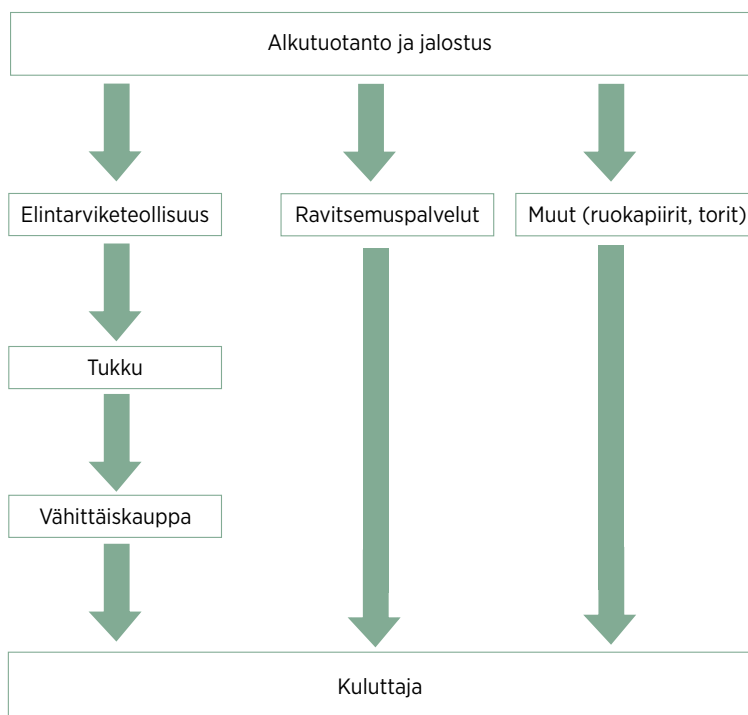 Alkutuotanto ja jalostus
Elintarviketeollisuus
Ravitsemuspalvelut
Muut (ruokapiirit, torit)
Tukku
Vähittäiskauppa
Kuluttaja